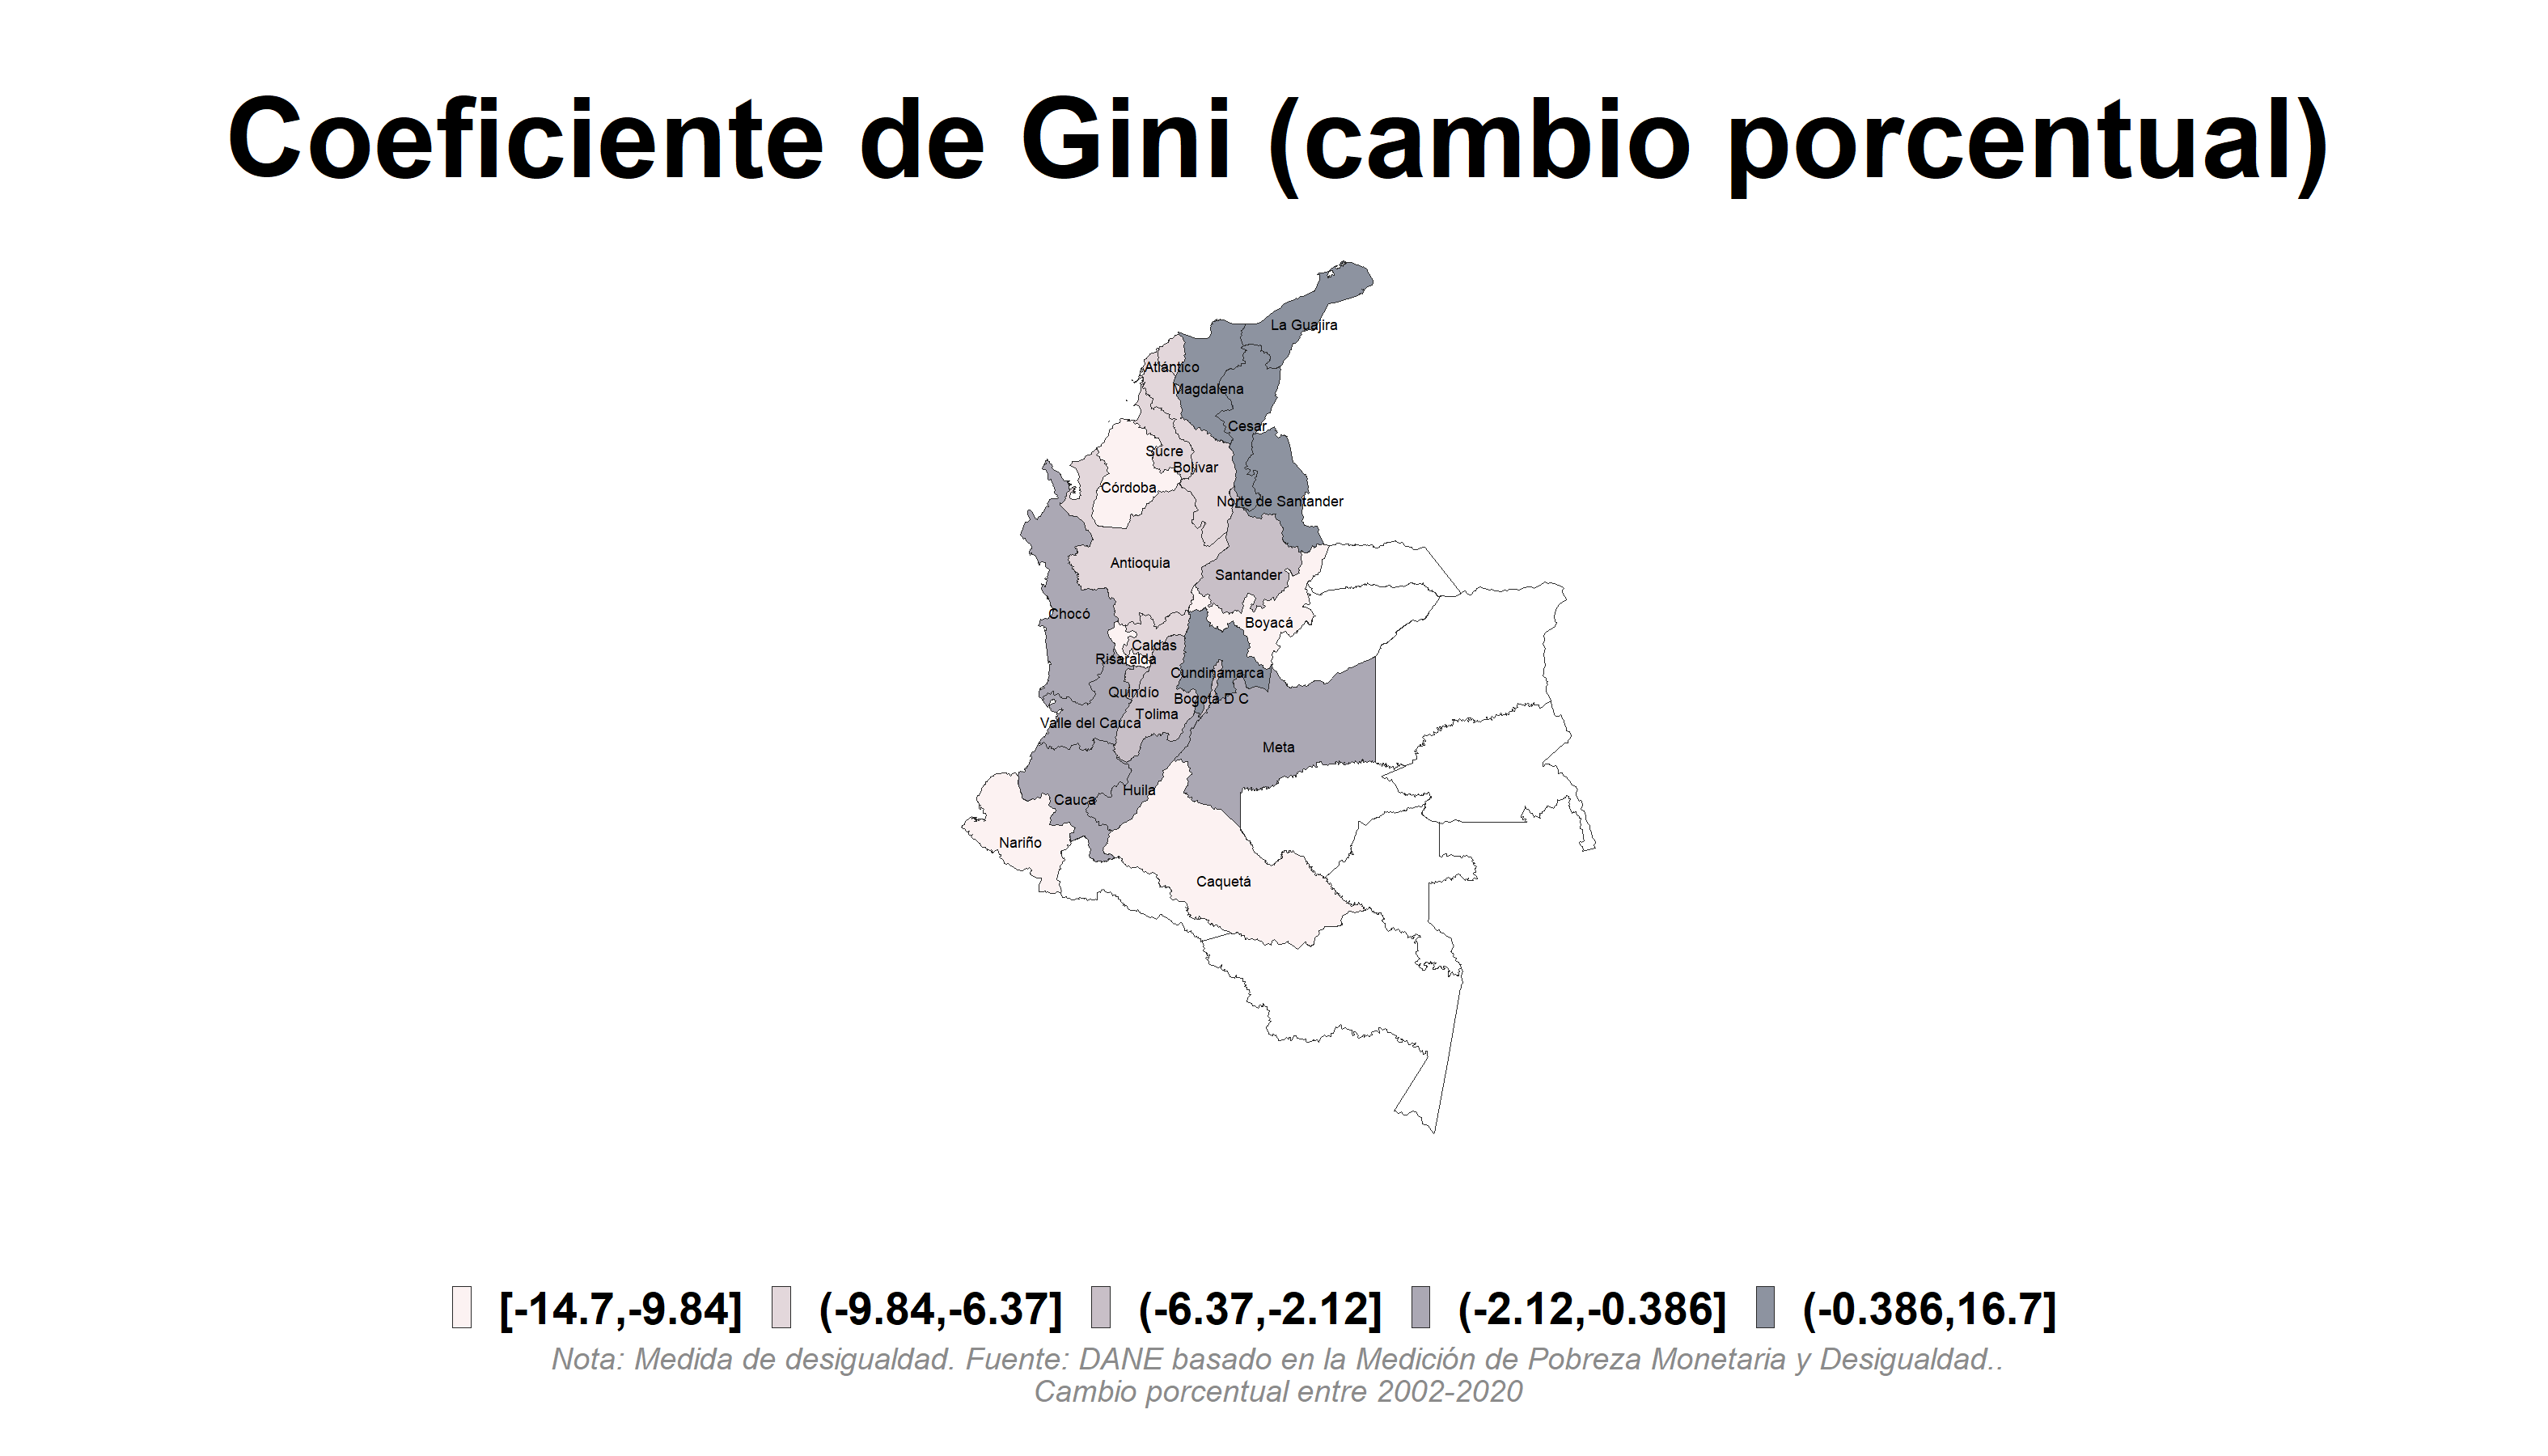 Coeficiente de Gini (cambio porcentual)
La Guajira
Atlántico
Magdalena
Cesar
Sucre
Bolívar
Córdoba
Norte de Santander
Antioquia
Santander
Chocó
Boyacá
Caldas
Risaralda
Cundinamarca
Quindío
Bogotá D C
Tolima
Valle del Cauca
Meta
Huila
Cauca
Nariño
Caquetá
[-14.7,-9.84] (-9.84,-6.37] (-6.37,-2.12] (-2.12,-0.386] (-0.386,16.7]
Nota: Medida de desigualdad. Fuente: DANE basado en la Medición de Pobreza Monetaria y Desigualdad..
Cambio porcentual entre 2002-2020